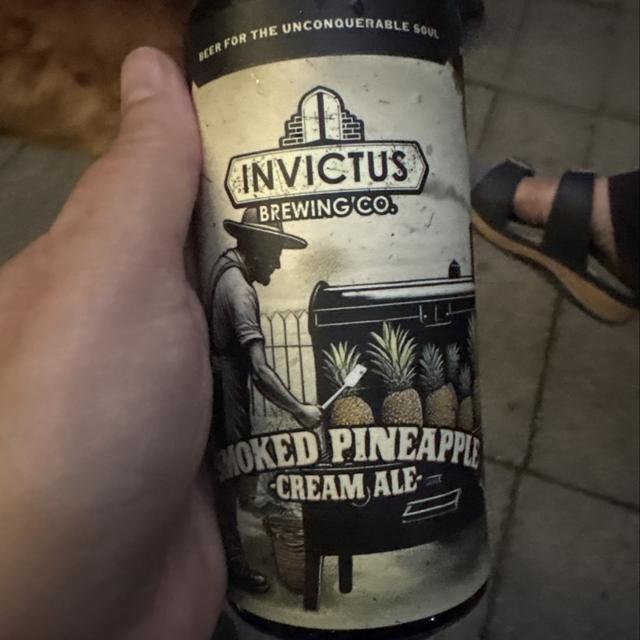 BEER FOR THE UNCONQUERABLE SOUL
INVICTUS
BREWING CO.
SMOKED PINEAPPLE
-CREAM ALE-